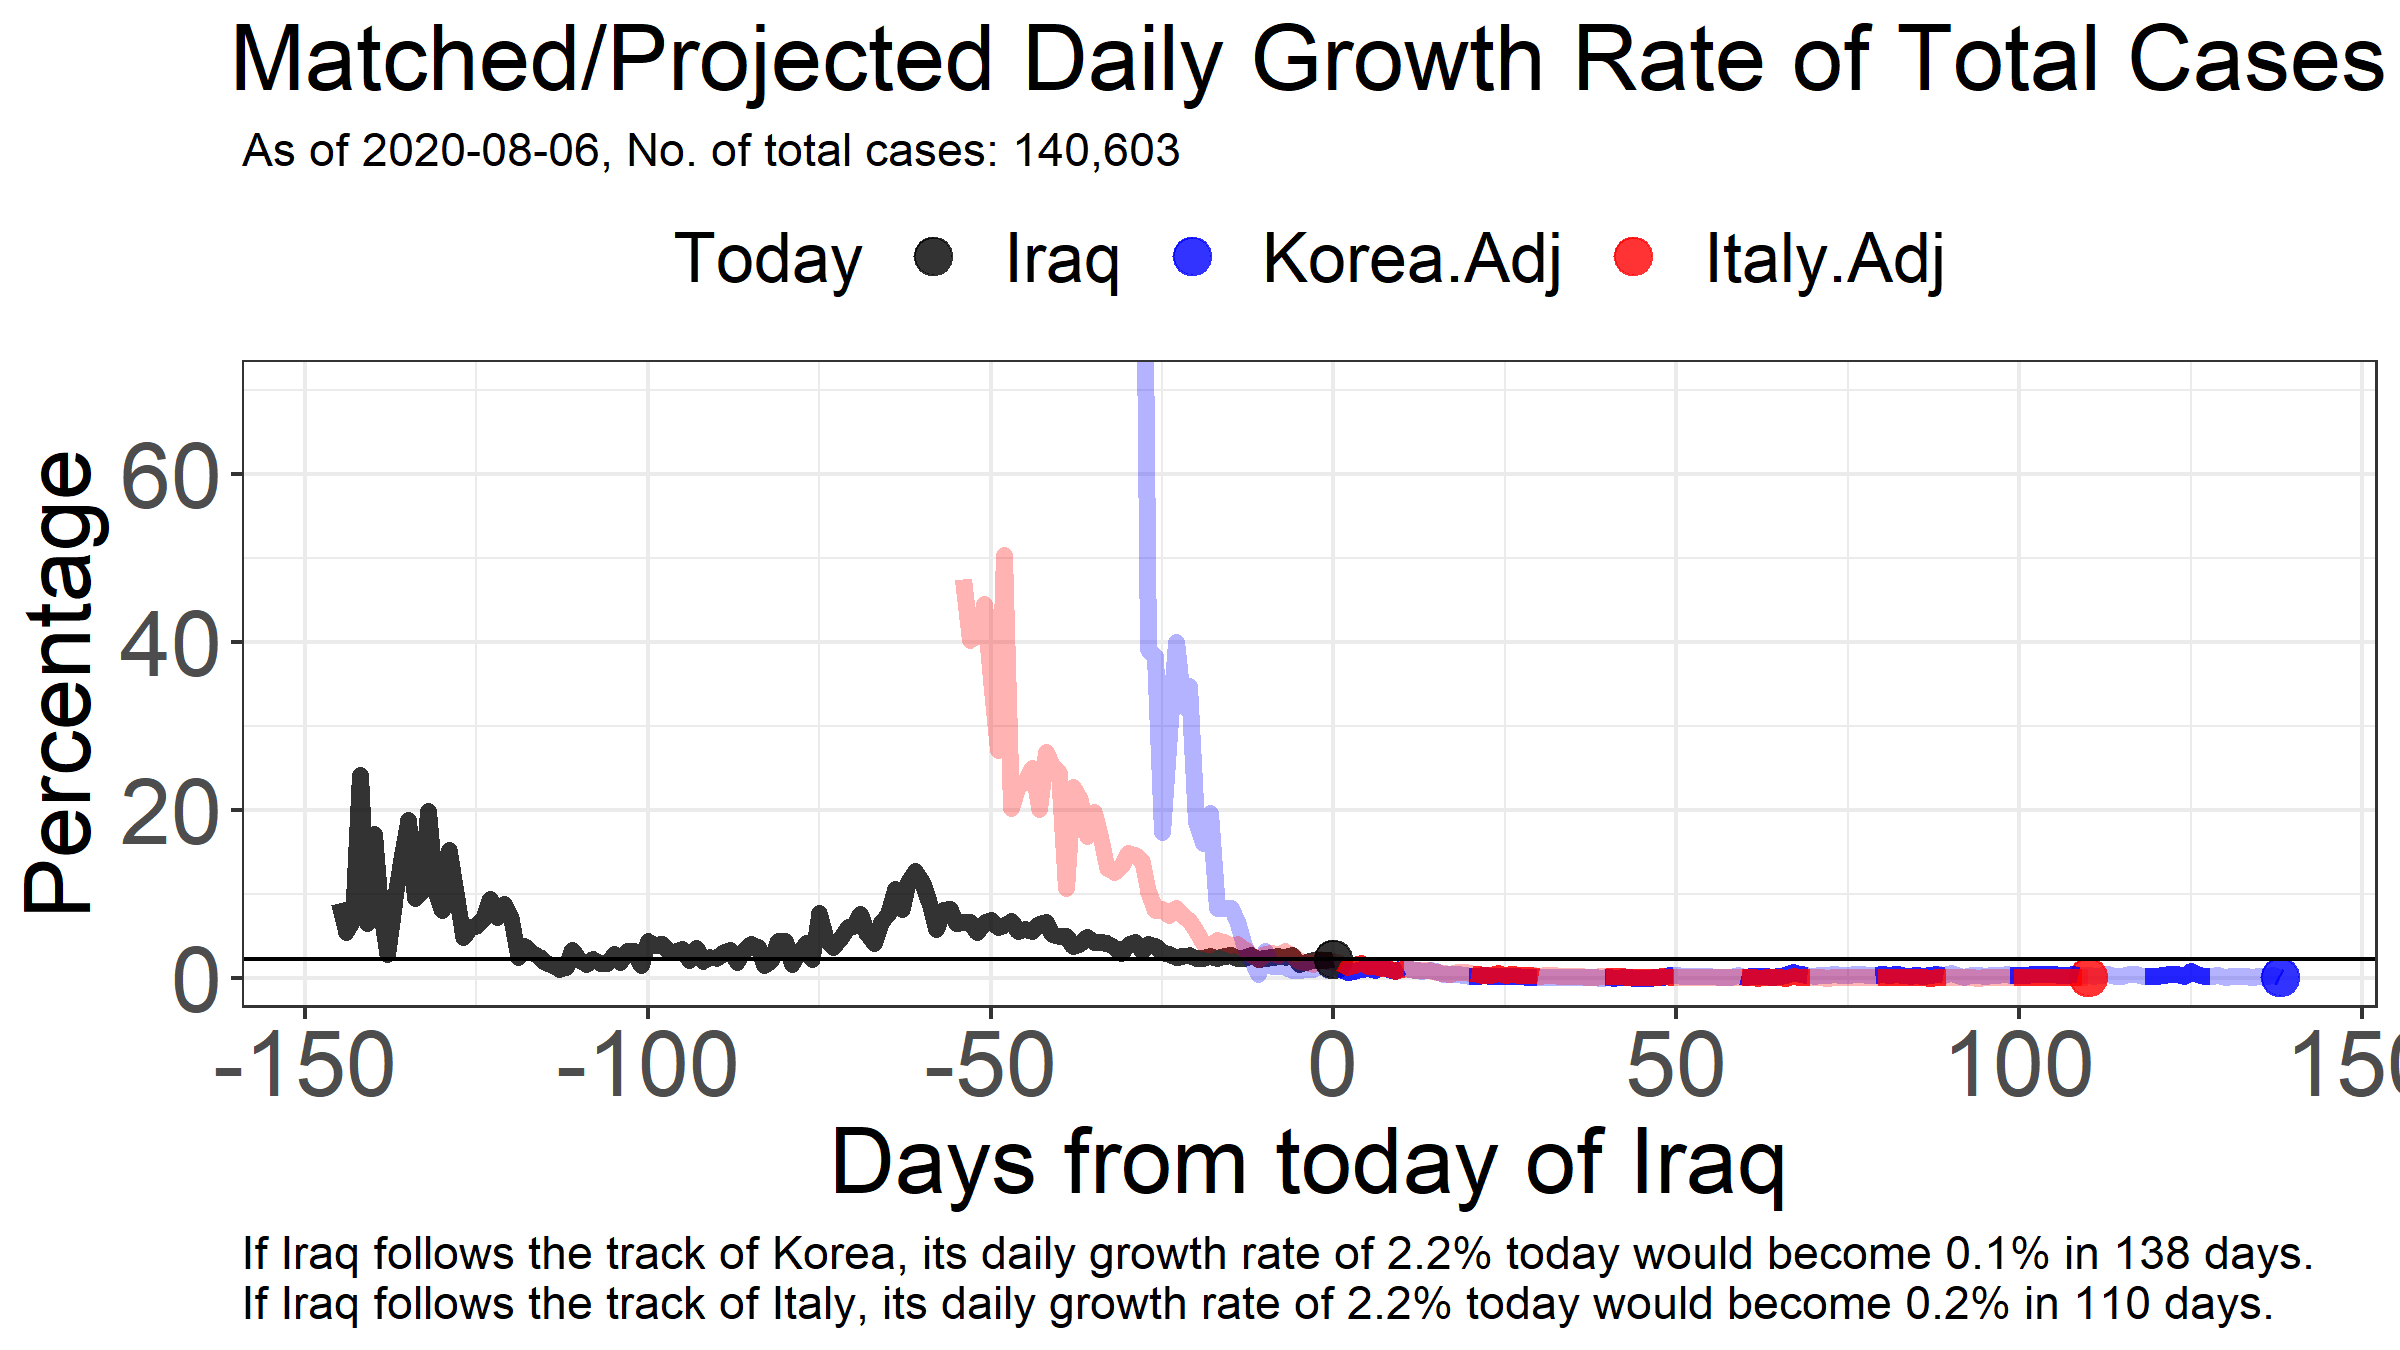 Matched/Projected Daily Growth Rate of Total Cases
As of 2020-08-06, No. of total cases: 140,603
Today Iraq Korea.Adj Italy.Adj
Percentage
60
40
20
0
-150 -100 -50 0 50 100 150
Days from today of Iraq
If Iraq follows the track of Korea, its daily growth rate of 2.2% today would become 0.1% in 138 days.
If Iraq follows the track of Italy, its daily growth rate of 2.2% today would become 0.2% in 110 days.